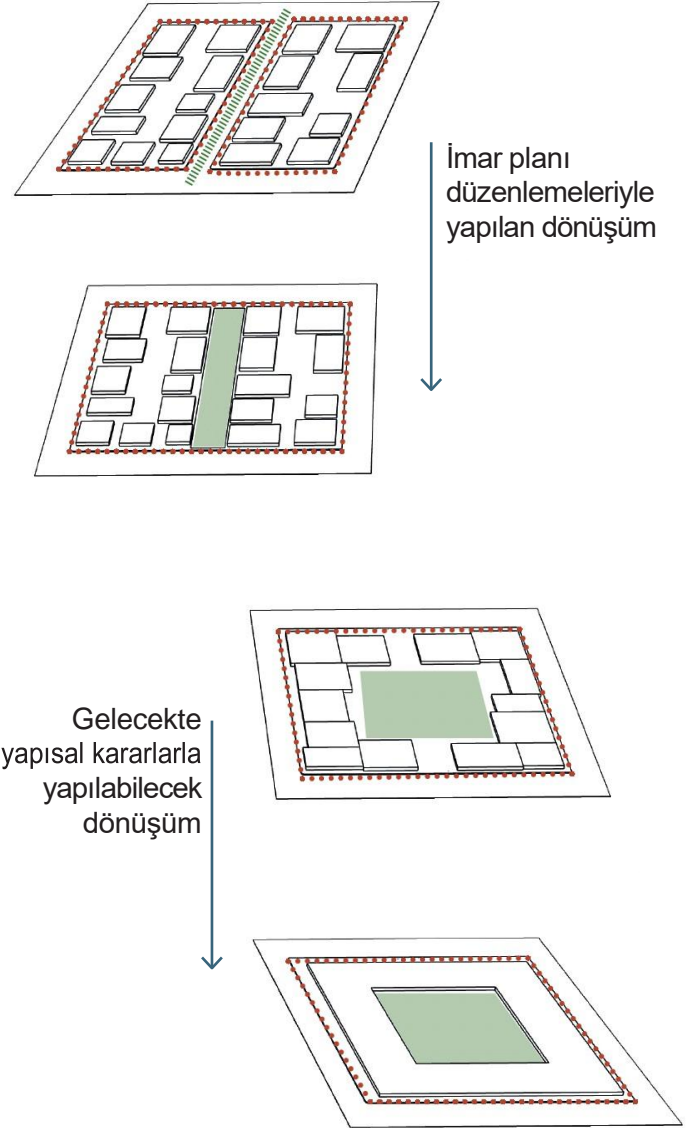 İmar planı
düzenlemeleriyle
yapılan dönüşüm
Gelecekte
yapısal kararlarla
yapılabilecek
dönüşüm